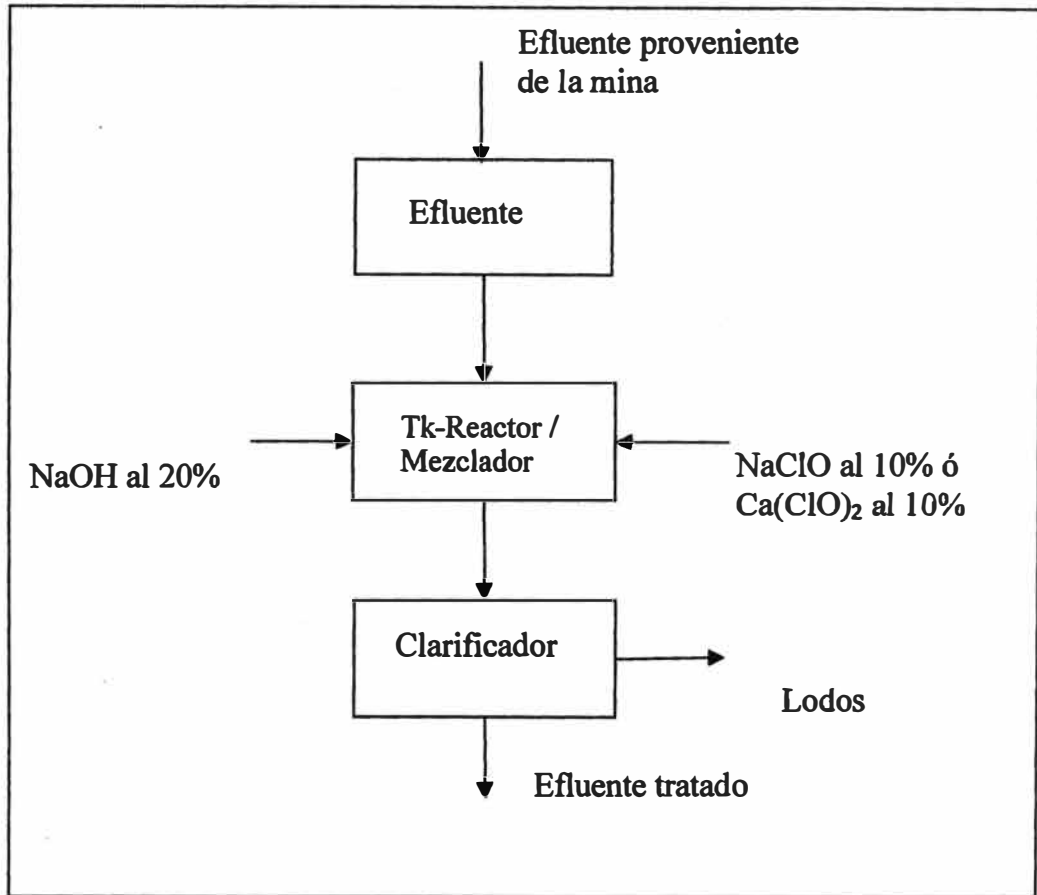 Efluente proveniente
de la mina
Efluente
Tk-Reactor /
Mezclador
NaOH al 20%
NaClO al 10% ó
Ca(ClO)₂ al 10%
Clarificador
Lodos
Efluente tratado